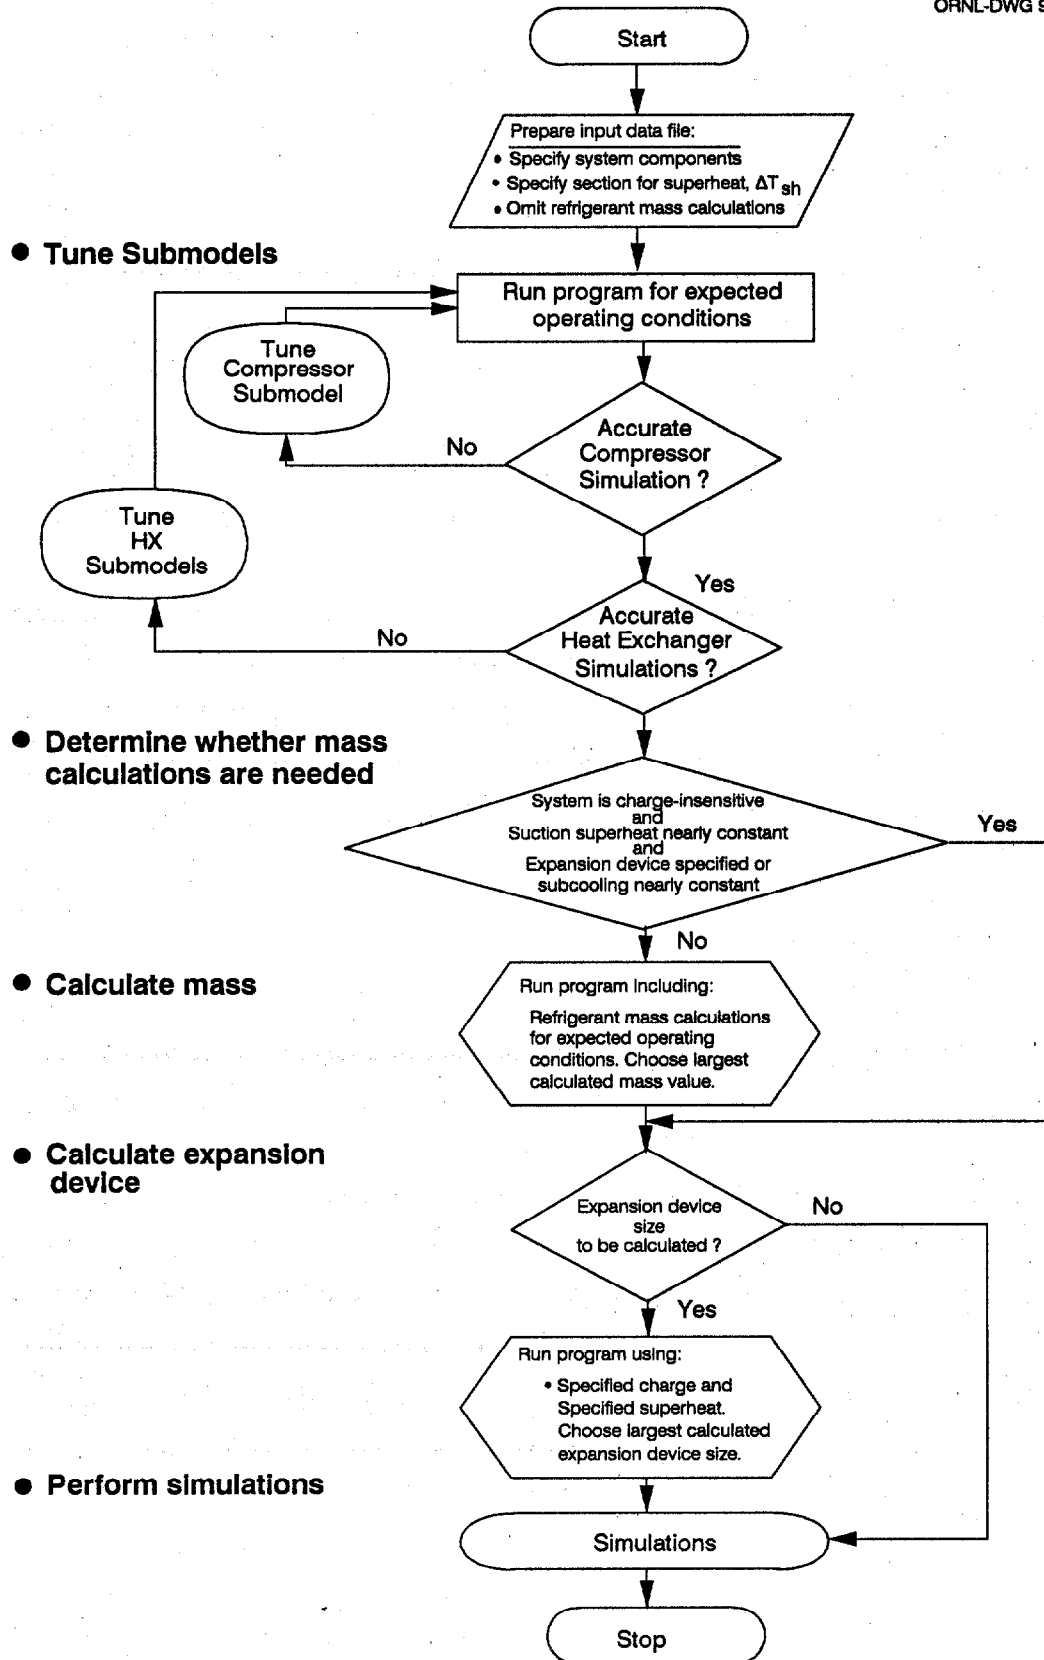 ORNL-DWG 9
Start
Prepare input data file:
• Specify system components
• Specify section for superheat, ΔTsh
• Omit refrigerant mass calculations
• Tune Submodels
Run program for expected
operating conditions
Tune
Compressor
Submodel
No
Accurate
Compressor
Simulation ?
Tune
HX
Submodels
Yes
No
Accurate
Heat Exchanger
Simulations ?
• Determine whether mass
calculations are needed
System is charge-insensitive
and
Suction superheat nearly constant
and
Expansion device specified or
subcooling nearly constant
Yes
No
• Calculate mass
Run program including:
Refrigerant mass calculations
for expected operating
conditions. Choose largest
calculated mass value.
• Calculate expansion
device
Expansion device
size
to be calculated ?
No
Yes
Run program using:
• Specified charge and
Specified superheat.
Choose largest calculated
expansion device size.
• Perform simulations
Simulations
Stop